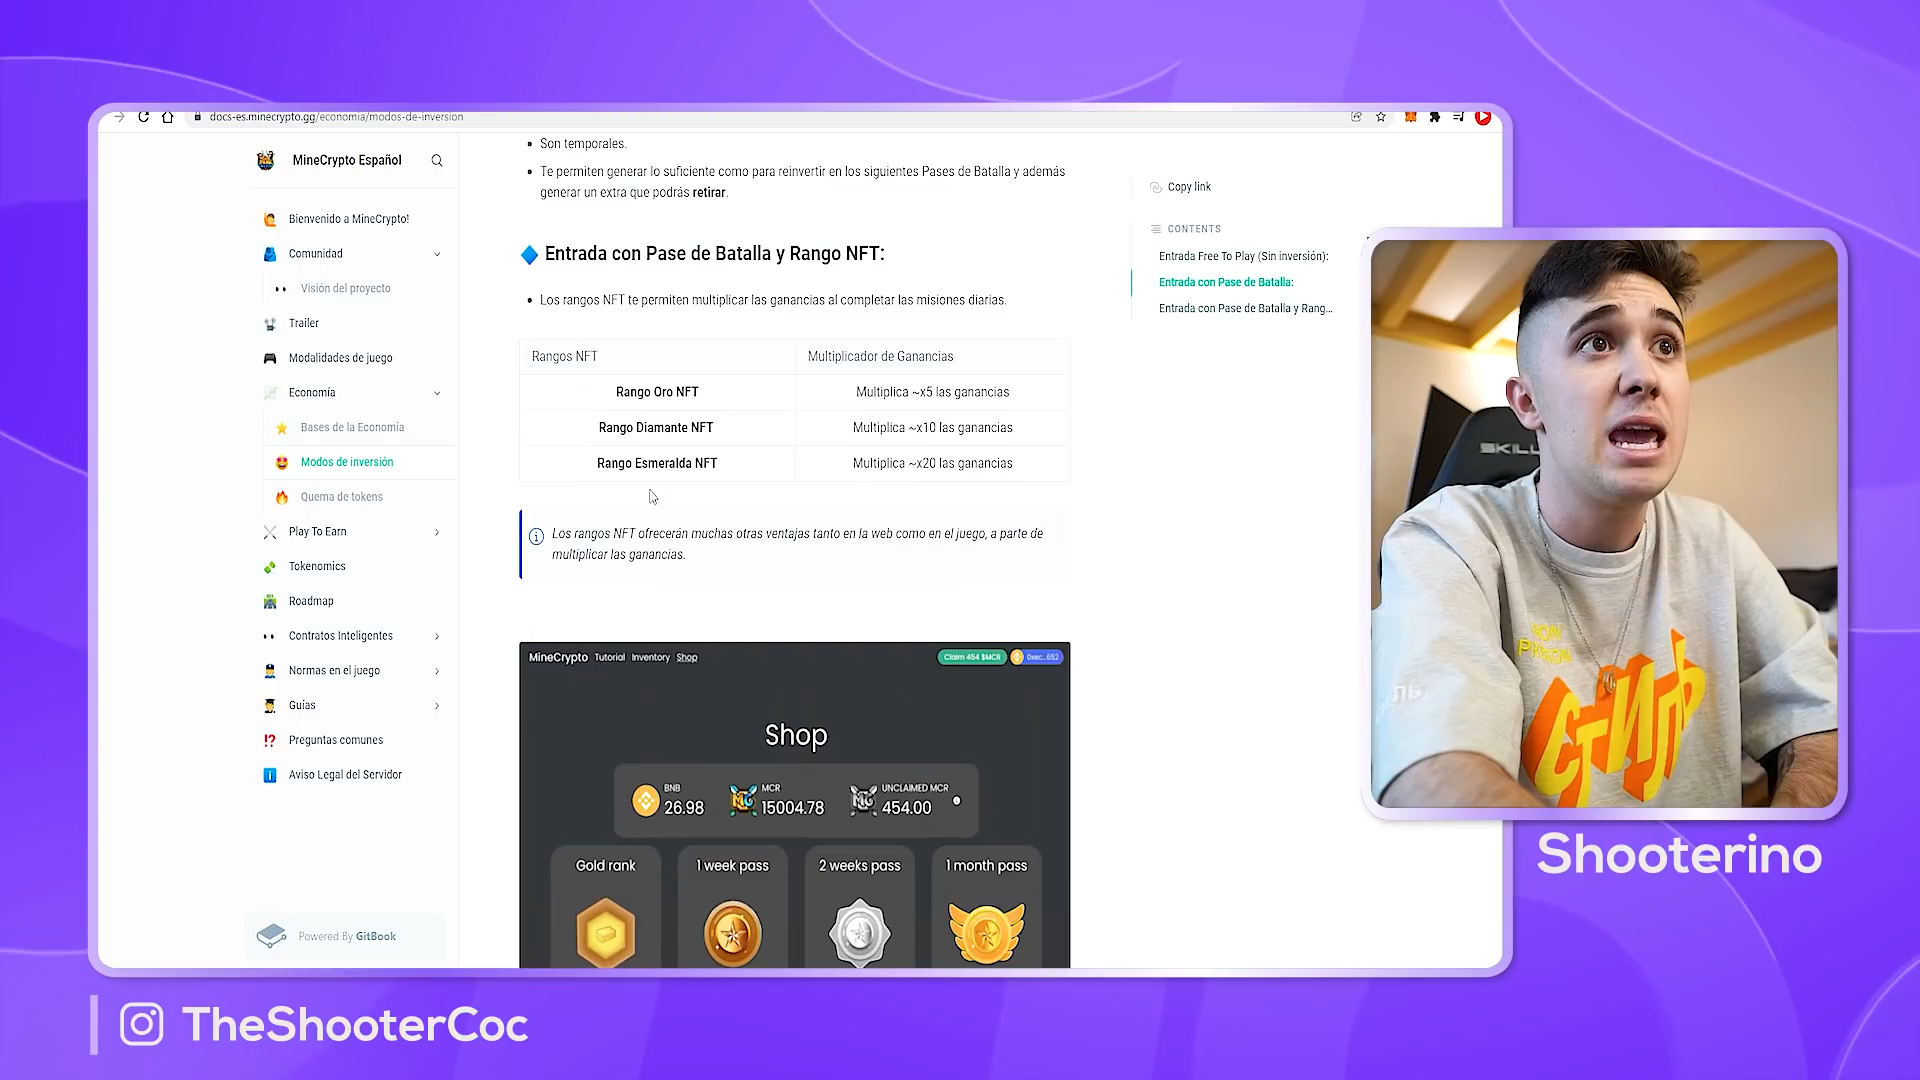 docs-es.minecrypto.gg/economia/modos-de-inversion
MineCrypto Español
Bienvenido a MineCrypto!
Comunidad
Visión del proyecto
Trailer
Modalidades de juego
Economía
Bases de la Economía
Modos de inversión
Quema de tokens
Play To Earn
Tokenomics
Roadmap
Contratos Inteligentes
Normas en el juego
Guías
Preguntas comunes
Aviso Legal del Servidor
Powered By GitBook
Son temporales.
Te permiten generar lo suficiente como para reinvertir en los siguientes Pases de Batalla y además
generar un extra que podrás retirar.
Entrada con Pase de Batalla y Rango NFT:
Los rangos NFT te permiten multiplicar las ganancias al completar las misiones diarias.
Rangos NFT Multiplicador de Ganancias
Rango Oro NFT Multiplica ~x5 las ganancias
Rango Diamante NFT Multiplica ~x10 las ganancias
Rango Esmeralda NFT Multiplica ~x20 las ganancias
Los rangos NFT ofrecerán muchas otras ventajas tanto en la web como en el juego, a parte de
multiplicar las ganancias.
MineCrypto Tutorial Inventory Shop Claim 454 $MCR 0xec...652
Shop
BNB MCR UNCLAIMED MCR
26.98 15004.78 454.00
Gold rank 1 week pass 2 weeks pass 1 month pass
Copy link
CONTENTS
Entrada Free To Play (Sin inversión):
Entrada con Pase de Batalla:
Entrada con Pase de Batalla y Rang...
SKILL
СТИЛЬ
Shooterino
TheShooterCoc